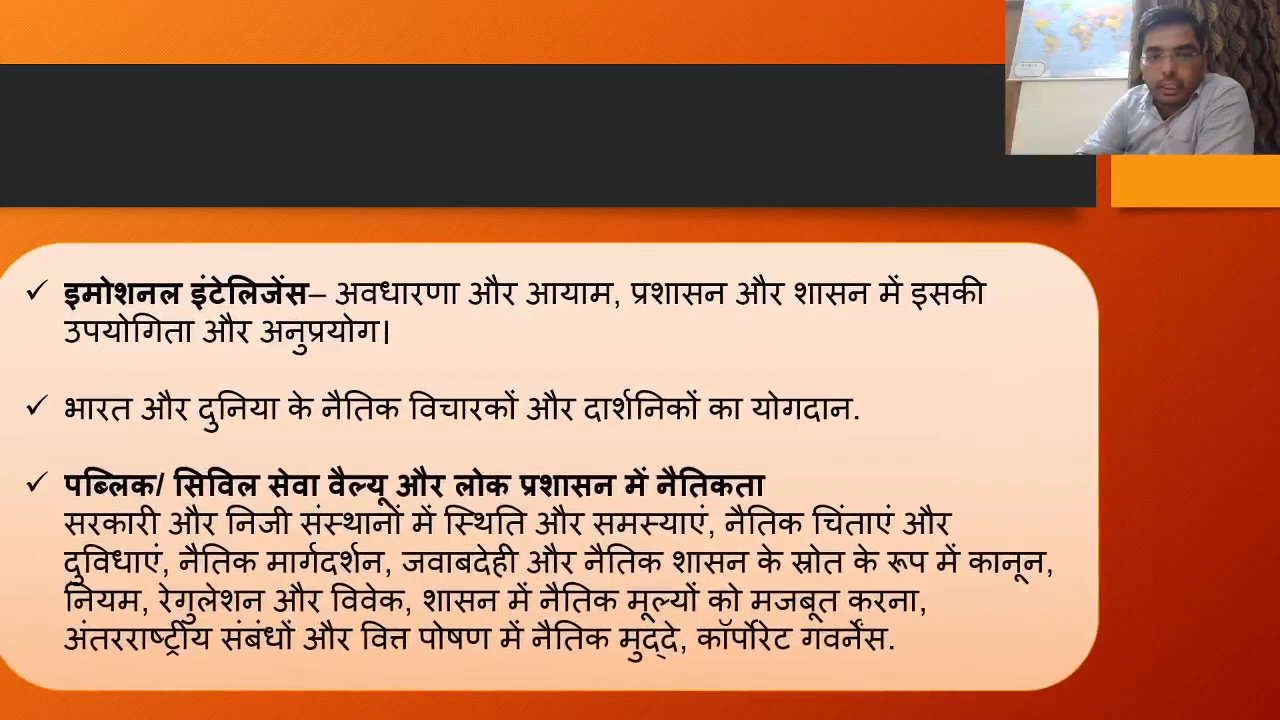 ✓ इमोशनल इंटेलिजेंस– अवधारणा और आयाम, प्रशासन और शासन में इसकी
उपयोगिता और अनुप्रयोग।
✓ भारत और दुनिया के नैतिक विचारकों और दार्शनिकों का योगदान.
✓ पब्लिक/ सिविल सेवा वैल्यू और लोक प्रशासन में नैतिकता
सरकारी और निजी संस्थानों में स्थिति और समस्याएं, नैतिक चिंताएं और
दुविधाएं, नैतिक मार्गदर्शन, जवाबदेही और नैतिक शासन के स्रोत के रूप में कानून,
नियम, रेगुलेशन और विवेक, शासन में नैतिक मूल्यों को मजबूत करना,
अंतरराष्ट्रीय संबंधों और वित्त पोषण में नैतिक मुद्दे, कॉर्पोरेट गवर्नेंस.